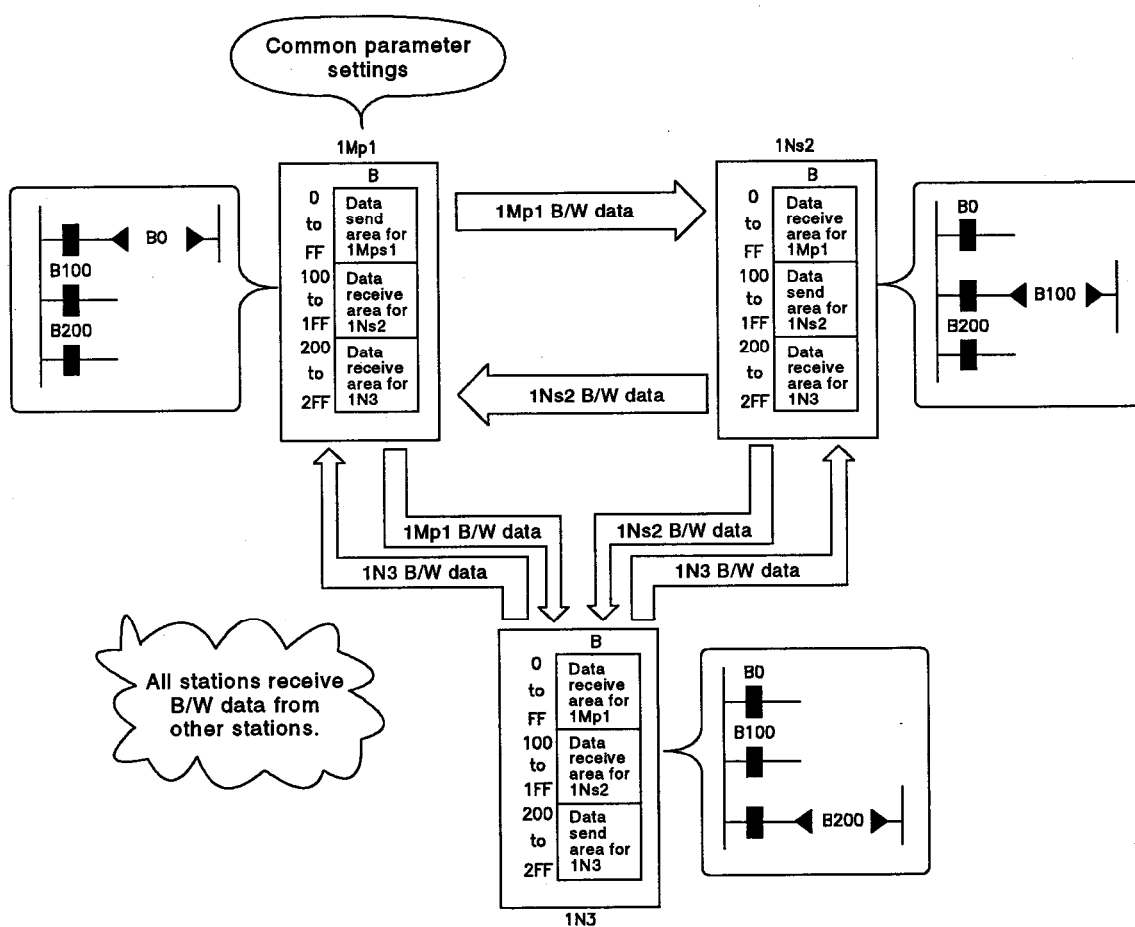 Common parameter
settings
1Mp1
B
0
to
FF
100
to
1FF
200
to
2FF
Data
send
area for
1Mps1
Data
receive
area for
1Ns2
Data
receive
area for
1N3
B0
B100
B200
1Mp1 B/W data
1Ns2 B/W data
1Ns2
B
0
to
FF
100
to
1FF
200
to
2FF
Data
receive
area for
1Mp1
Data
send
area for
1Ns2
Data
receive
area for
1N3
B0
B100
B200
1Mp1 B/W data
1N3 B/W data
1Ns2 B/W data
1N3 B/W data
All stations receive
B/W data from
other stations.
B
0
to
FF
100
to
1FF
200
to
2FF
Data
receive
area for
1Mp1
Data
receive
area for
1Ns2
Data
send
area for
1N3
1N3
B0
B100
B200